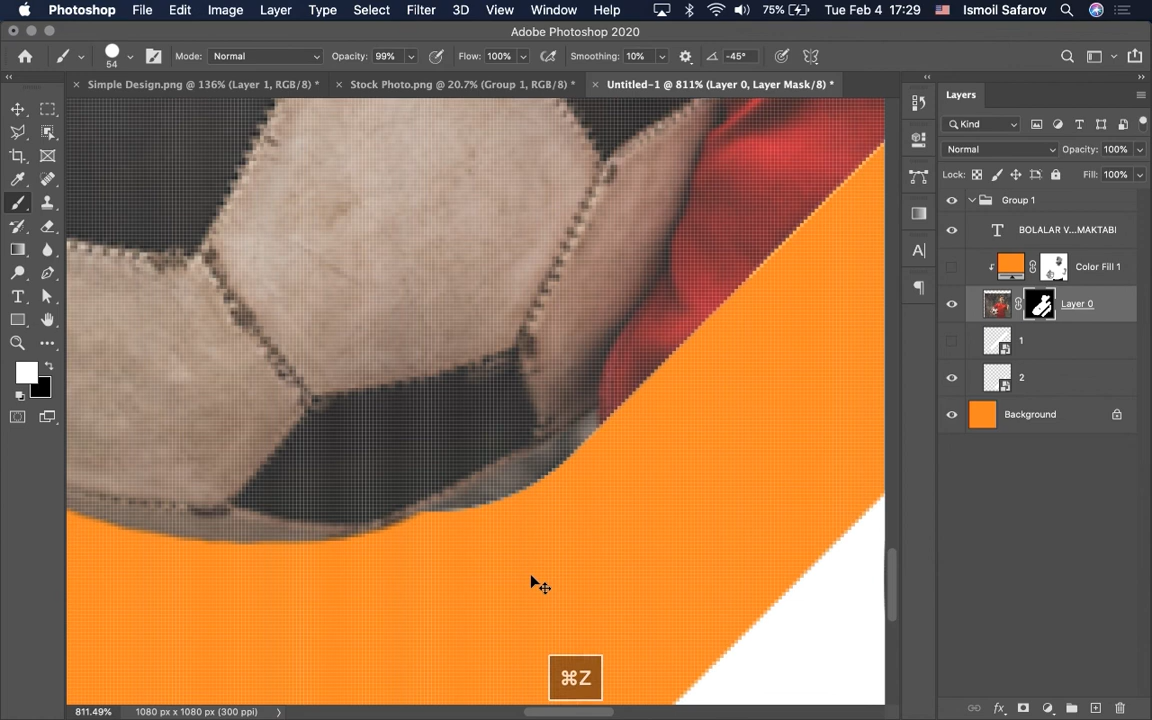 Photoshop File Edit Image Layer Type Select Filter 3D View Window Help 75% Tue Feb 4 17:29 Ismoil Safarov
Adobe Photoshop 2020
54 Mode: Normal Opacity: 99% Flow: 100% Smoothing: 10% -45°
Simple Design.png @ 136% (Layer 1, RGB/8) * Stock Photo.png @ 20.7% (Group 1, RGB/8) * Untitled-1 @ 811% (Layer 0, Layer Mask/8) *
Layers
Kind
Normal Opacity: 100%
Lock: Fill: 100%
Group 1
T BOLALAR V...MAKTABI
Color Fill 1
Layer 0
1
2
Background
⌘Z
811.49% 1080 px x 1080 px (300 ppi)